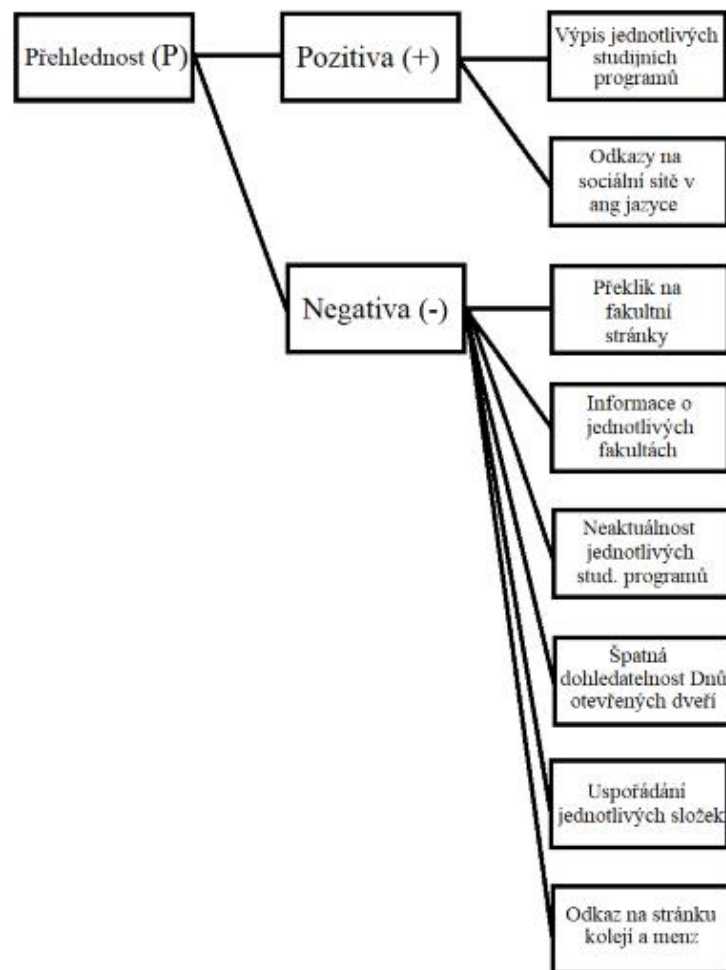 Přehlednost (P)
Pozitiva (+)
Výpis jednotlivých
studijních
programů
Odkazy na
sociální sítě v
ang jazyce
Negativa (-)
Překlik na
fakultní
stránky
Informace o
jednotlivých
fakultách
Neaktuálnost
jednotlivých
stud. programů
Špatná
dohledatelnost Dnů
otevřených dveří
Uspořádání
jednotlivých složek
Odkaz na stránku
kolejí a menz